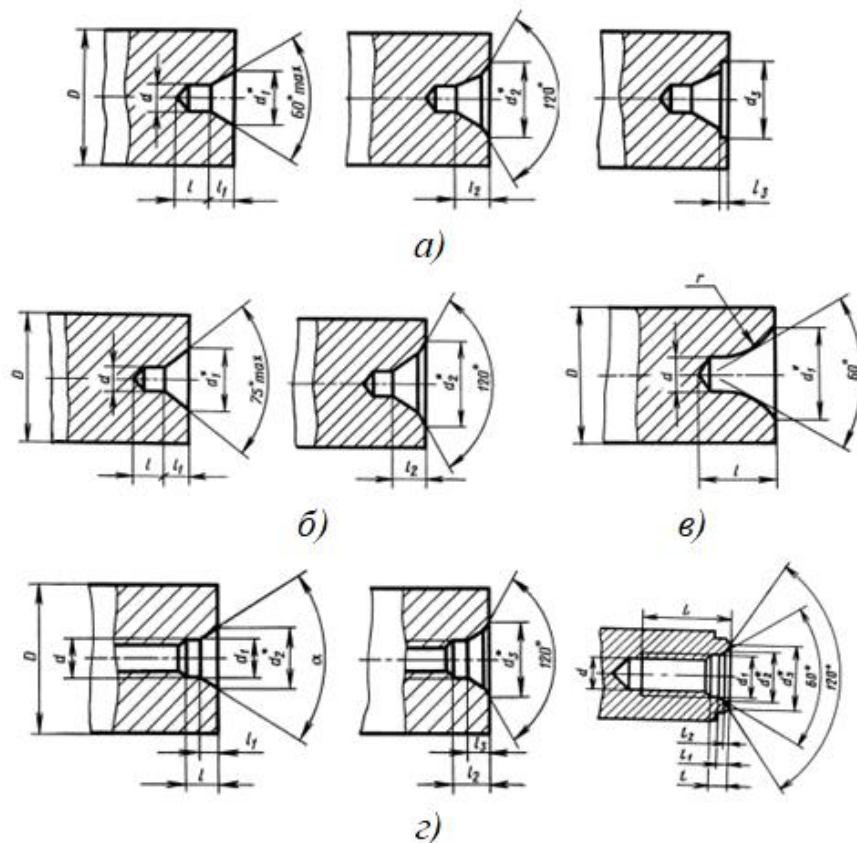 D d l l₁ d₁* 60° max
l₂ d₂* 120°
d₃ l₃
а)
D d l l₁ d₁* 75° max
l₂ d₂* 120°
D d r l d₁* 60°
б) в)
D d l l₁ d₁ d₂* α
l₂ l₃ d₃* 120°
L d d₁ d₂* d₃* 60° 120°
l₂
l₁
l
г)